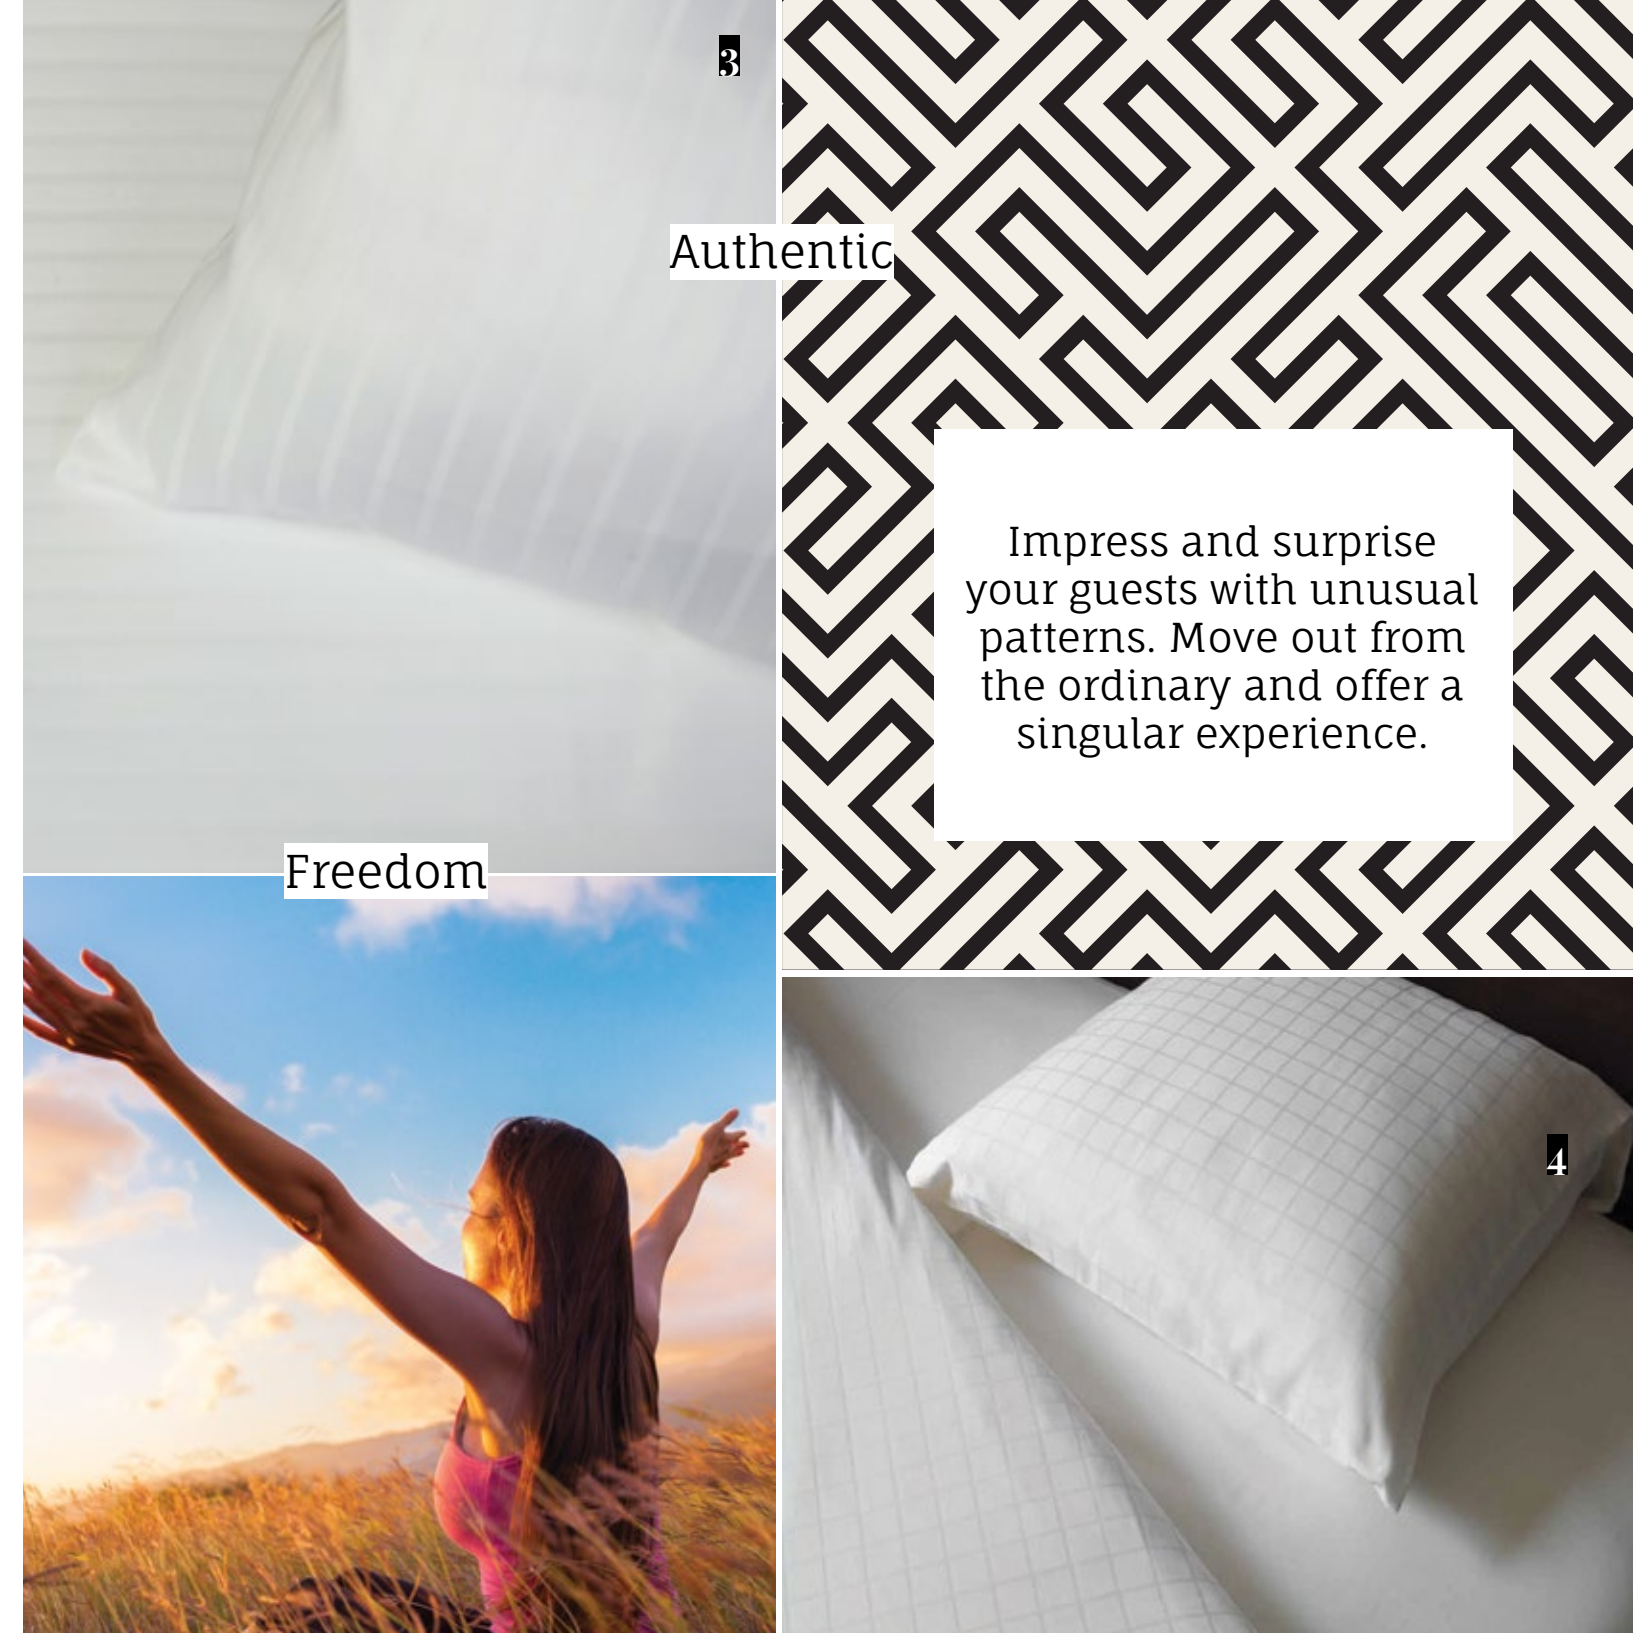 3
Authentic
Impress and surprise
your guests with unusual
patterns. Move out from
the ordinary and offer a
singular experience.
Freedom
4